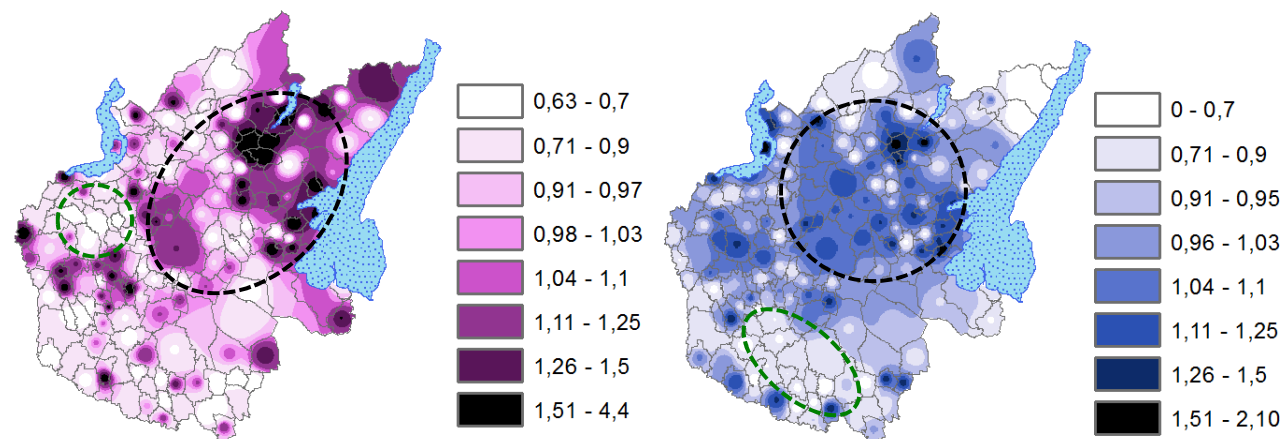 0,63 - 0,7
0,71 - 0,9
0,91 - 0,97
0,98 - 1,03
1,04 - 1,1
1,11 - 1,25
1,26 - 1,5
1,51 - 4,4
0 - 0,7
0,71 - 0,9
0,91 - 0,95
0,96 - 1,03
1,04 - 1,1
1,11 - 1,25
1,26 - 1,5
1,51 - 2,10